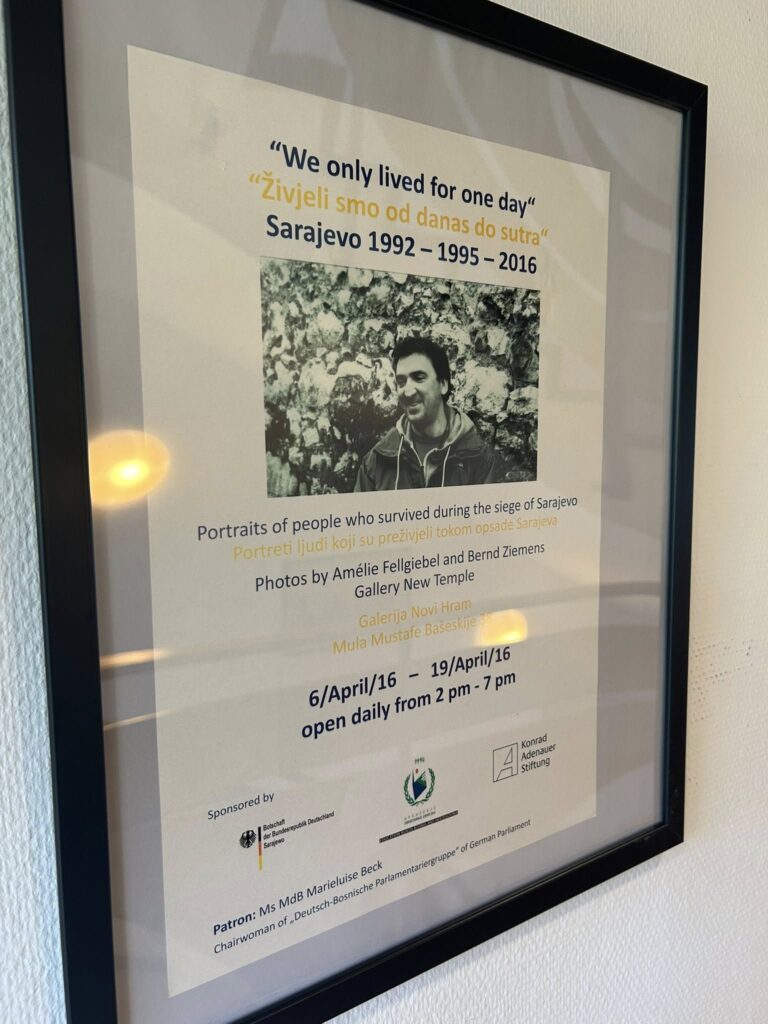 “We only lived for one day“
“Živjeli smo od danas do sutra“
Sarajevo 1992 – 1995 – 2016
Portraits of people who survived during the siege of Sarajevo
Portreti ljudi koji su preživjeli tokom opsade Sarajeva
Photos by Amélie Fellgiebel and Bernd Ziemens
Gallery New Temple
Galerija Novi Hram
Mula Mustafe Bašeskije 38
6/April/16 – 19/April/16
open daily from 2 pm - 7 pm
Sponsored by
Botschaft
der Bundesrepublik Deutschland
Sarajewo
1994
Konrad
Adenauer
Stiftung
Patron: Ms MdB Marieluise Beck
Chairwoman of „Deutsch-Bosnische Parlamentariergruppe“ of German Parliament